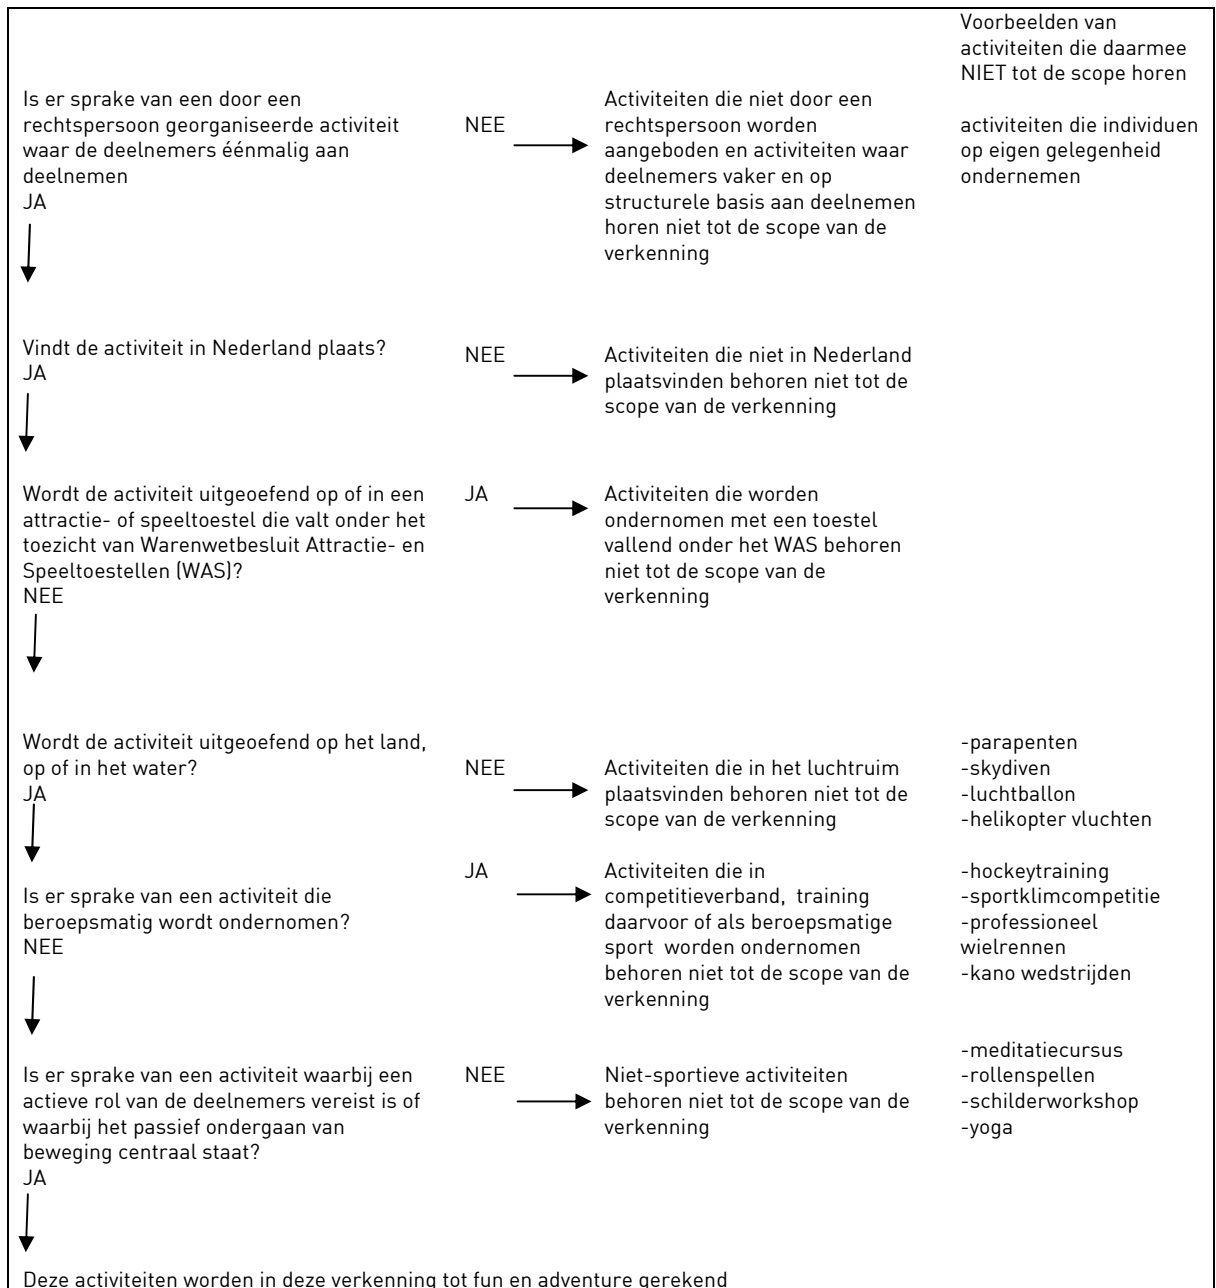 Voorbeelden van
activiteiten die daarmee
NIET tot de scope horen
Is er sprake van een door een
rechtspersoon georganiseerde activiteit
waar de deelnemers éénmalig aan
deelnemen
JA
NEE
Activiteiten die niet door een
rechtspersoon worden
aangeboden en activiteiten waar
deelnemers vaker en op
structurele basis aan deelnemen
horen niet tot de scope van de
verkenning
activiteiten die individuen
op eigen gelegenheid
ondernemen
Vindt de activiteit in Nederland plaats?
JA
NEE
Activiteiten die niet in Nederland
plaatsvinden behoren niet tot de
scope van de verkenning
Wordt de activiteit uitgeoefend op of in een
attractie- of speeltoestel die valt onder het
toezicht van Warenwetbesluit Attractie- en
Speeltoestellen (WAS)?
NEE
JA
Activiteiten die worden
ondernomen met een toestel
vallend onder het WAS behoren
niet tot de scope van de
verkenning
Wordt de activiteit uitgeoefend op het land,
op of in het water?
JA
NEE
Activiteiten die in het luchtruim
plaatsvinden behoren niet tot de
scope van de verkenning
-parapenten
-skydiven
-luchtballon
-helikopter vluchten
Is er sprake van een activiteit die
beroepsmatig wordt ondernomen?
NEE
JA
Activiteiten die in
competitieverband, training
daarvoor of als beroepsmatige
sport worden ondernomen
behoren niet tot de scope van de
verkenning
-hockeytraining
-sportklimcompetitie
-professioneel
wielrennen
-kano wedstrijden
Is er sprake van een activiteit waarbij een
actieve rol van de deelnemers vereist is of
waarbij het passief ondergaan van
beweging centraal staat?
JA
NEE
Niet-sportieve activiteiten
behoren niet tot de scope van de
verkenning
-meditatiecursus
-rollenspellen
-schilderworkshop
-yoga
Deze activiteiten worden in deze verkenning tot fun en adventure gerekend